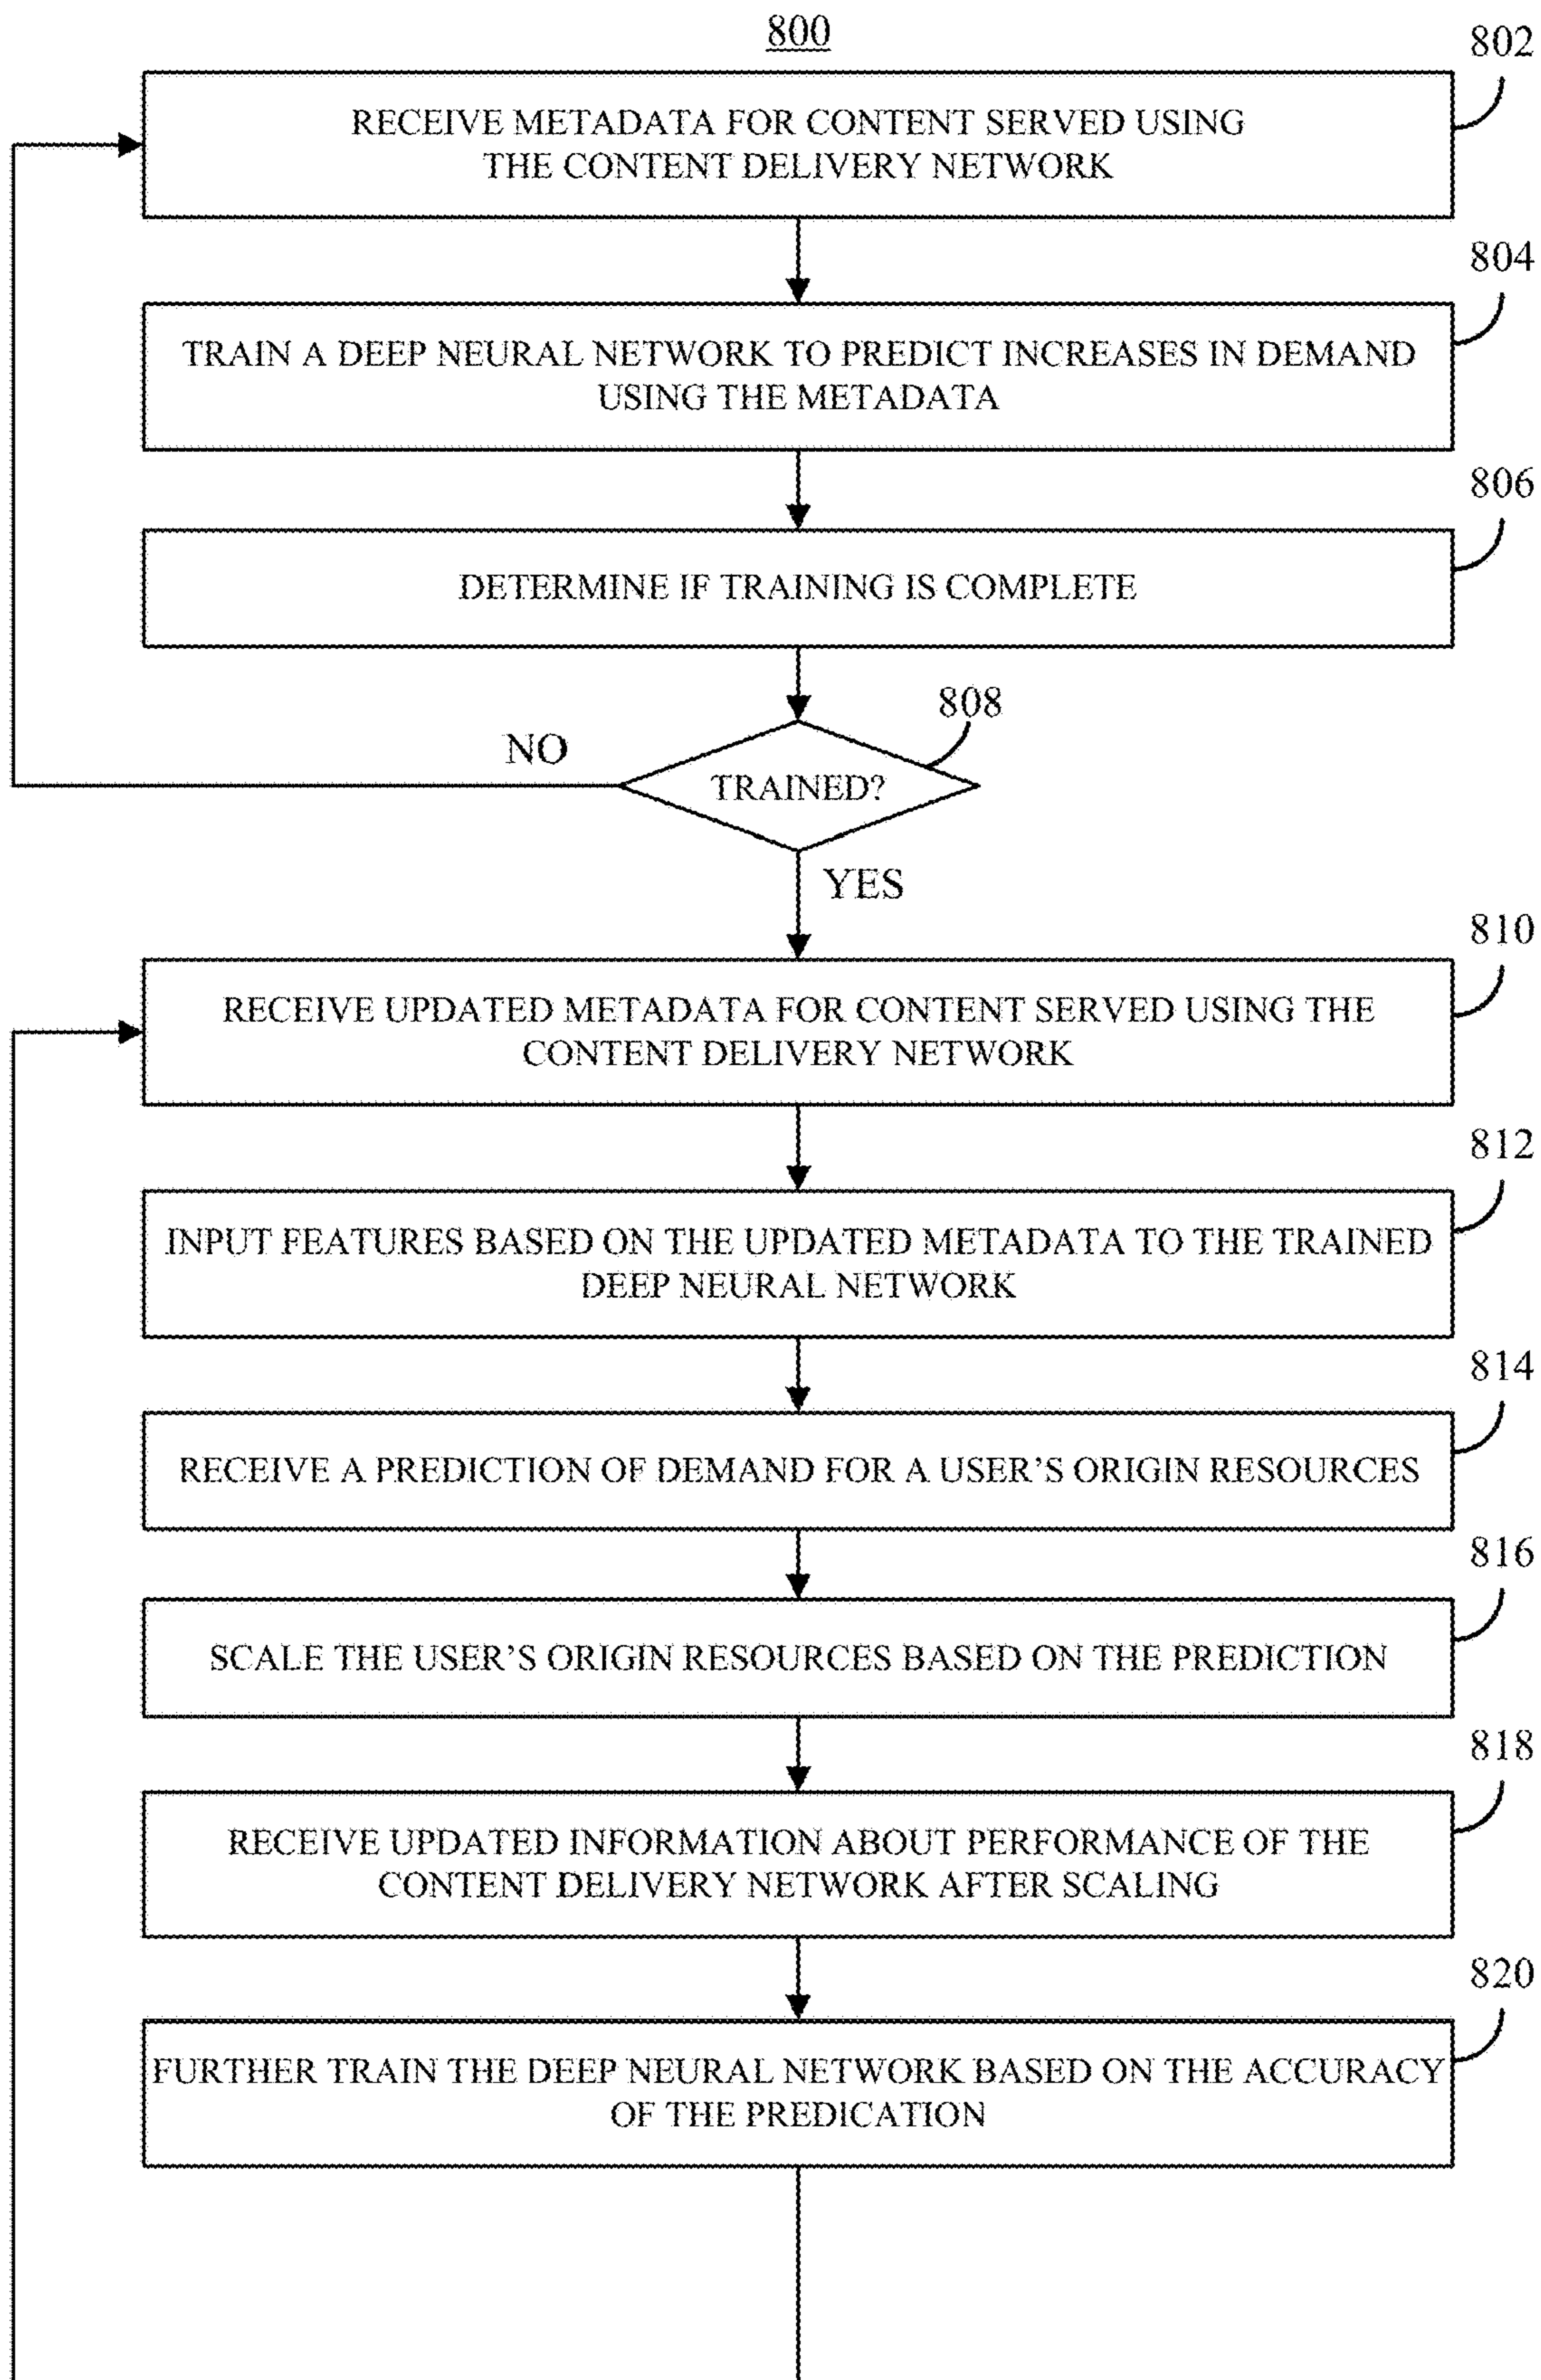 800
802
RECEIVE METADATA FOR CONTENT SERVED USING
THE CONTENT DELIVERY NETWORK
804
TRAIN A DEEP NEURAL NETWORK TO PREDICT INCREASES IN DEMAND
USING THE METADATA
806
DETERMINE IF TRAINING IS COMPLETE
808
NO
TRAINED?
YES
810
RECEIVE UPDATED METADATA FOR CONTENT SERVED USING THE
CONTENT DELIVERY NETWORK
812
INPUT FEATURES BASED ON THE UPDATED METADATA TO THE TRAINED
DEEP NEURAL NETWORK
814
RECEIVE A PREDICTION OF DEMAND FOR A USER'S ORIGIN RESOURCES
816
SCALE THE USER'S ORIGIN RESOURCES BASED ON THE PREDICTION
818
RECEIVE UPDATED INFORMATION ABOUT PERFORMANCE OF THE
CONTENT DELIVERY NETWORK AFTER SCALING
820
FURTHER TRAIN THE DEEP NEURAL NETWORK BASED ON THE ACCURACY
OF THE PREDICATION